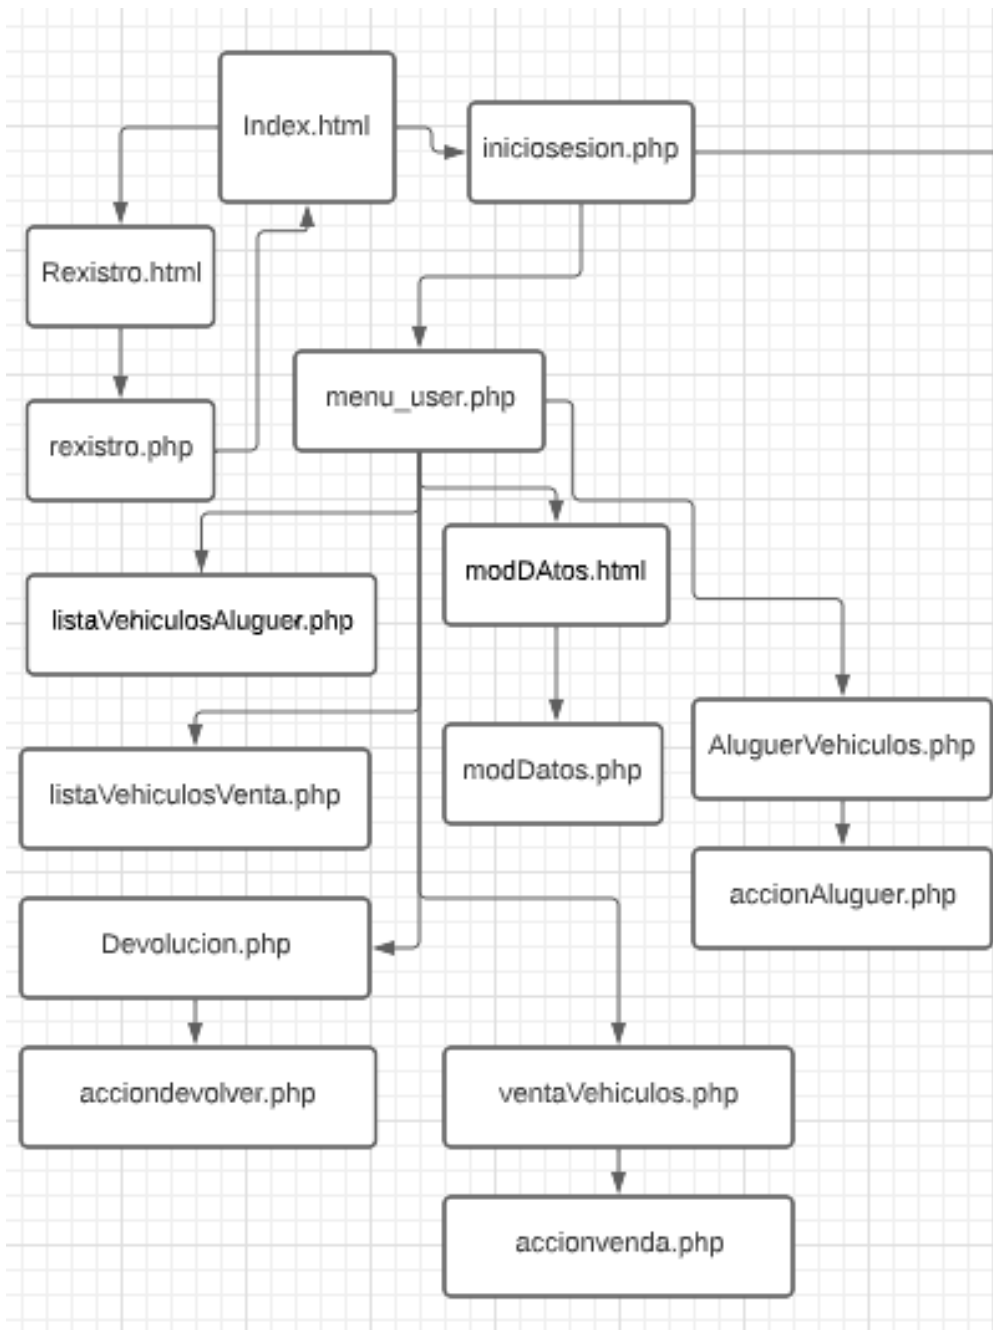 Index.html
iniciosesion.php
Rexistro.html
menu_user.php
rexistro.php
modDAtos.html
listaVehiculosAluguer.php
AluguerVehiculos.php
modDatos.php
listaVehiculosVenta.php
accionAluguer.php
Devolucion.php
acciondevolver.php
ventaVehiculos.php
accionvenda.php